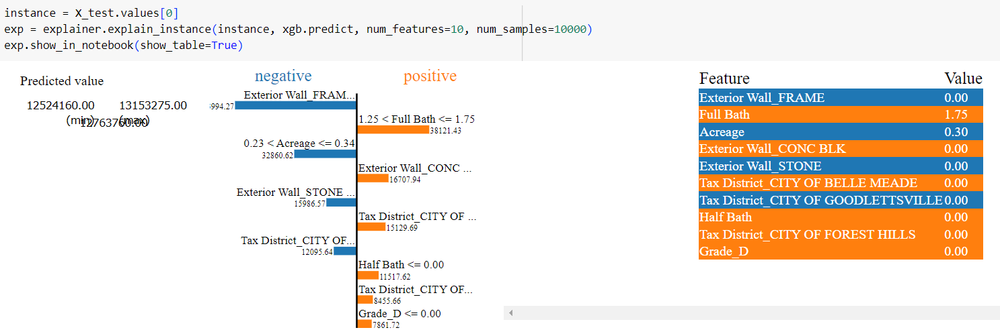 instance = X_test.values[0]
exp = explainer.explain_instance(instance, xgb.predict, num_features=10, num_samples=10000)
exp.show_in_notebook(show_table=True)
Predicted value
12524160.00 13153275.00
(min) (max)
12763760.00
negative positive
Exterior Wall_FRAM...
994.27
1.25 < Full Bath <= 1.75
38121.43
0.23 < Acreage <= 0.34
32860.62
Exterior Wall_CONC ...
16707.94
Exterior Wall_STONE ...
15986.57
Tax District_CITY OF ...
15129.69
Tax District_CITY OF...
12095.64
Half Bath <= 0.00
11517.62
Tax District_CITY OF...
8455.66
Grade_D <= 0.00
7861.72
Feature Value
Exterior Wall_FRAME 0.00
Full Bath 1.75
Acreage 0.30
Exterior Wall_CONC BLK 0.00
Exterior Wall_STONE 0.00
Tax District_CITY OF BELLE MEADE 0.00
Tax District_CITY OF GOODLETTSVILLE 0.00
Half Bath 0.00
Tax District_CITY OF FOREST HILLS 0.00
Grade_D 0.00